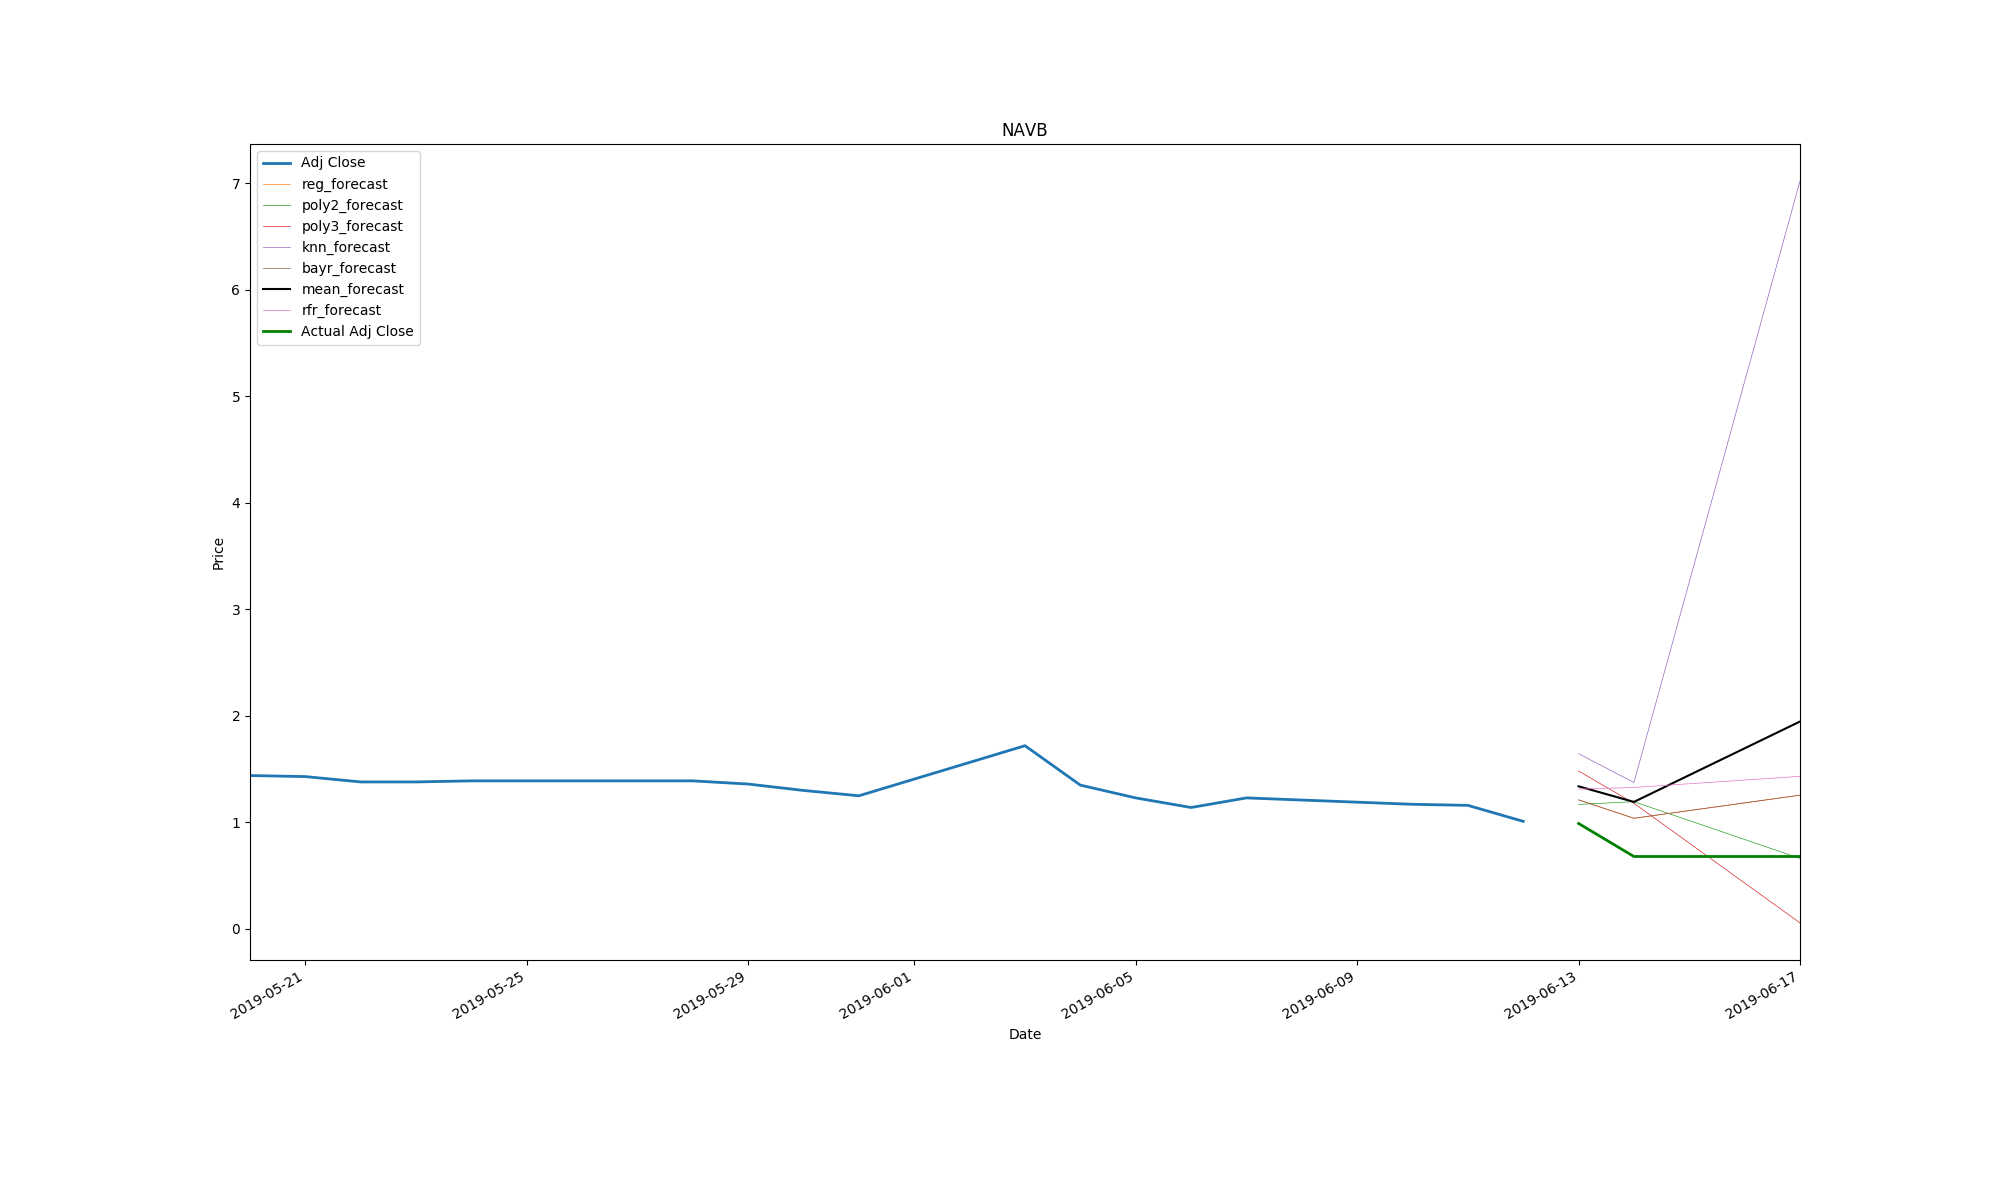 NAVB
Adj Close
reg_forecast
poly2_forecast
poly3_forecast
knn_forecast
bayr_forecast
mean_forecast
rfr_forecast
Actual Adj Close
7
6
5
4
3
2
1
0
Price
2019-05-21
2019-05-25
2019-05-29
2019-06-01
2019-06-05
2019-06-09
2019-06-13
2019-06-17
Date